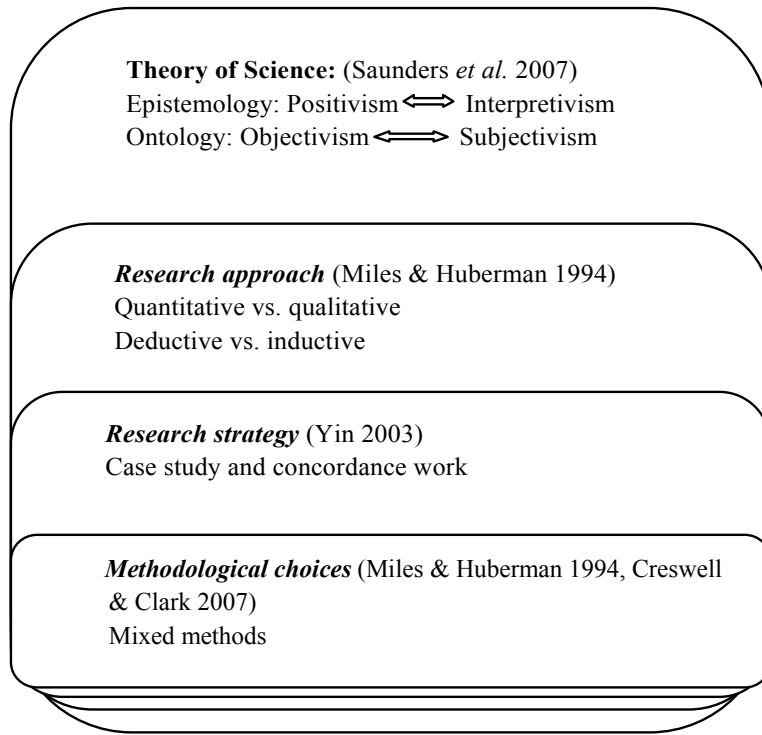 Theory of Science: (Saunders et al. 2007)
Epistemology: Positivism ⟺ Interpretivism
Ontology: Objectivism ⟺ Subjectivism
Research approach (Miles & Huberman 1994)
Quantitative vs. qualitative
Deductive vs. inductive
Research strategy (Yin 2003)
Case study and concordance work
Methodological choices (Miles & Huberman 1994, Creswell
& Clark 2007)
Mixed methods